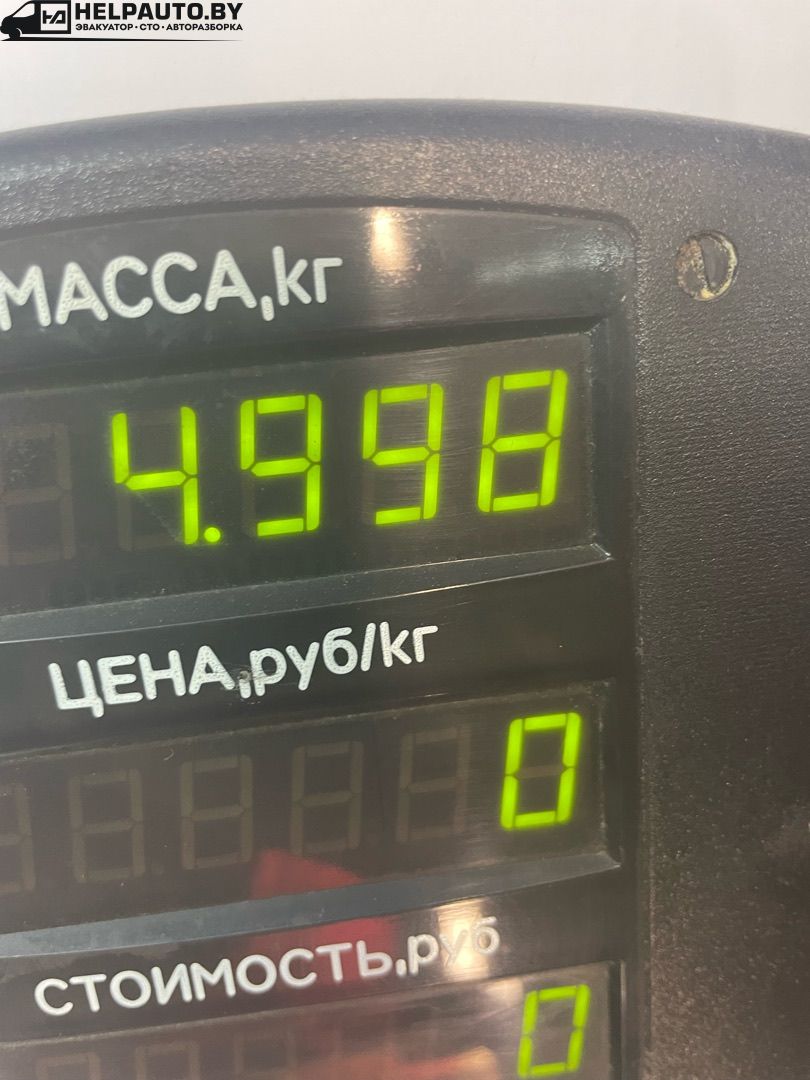 HELPAUTO.BY
ЭВАКУАТОР • СТО • АВТОРАЗБОРКА
МАССА,кг
4.998
ЦЕНА,руб/кг
0
СТОИМОСТЬ,руб
0